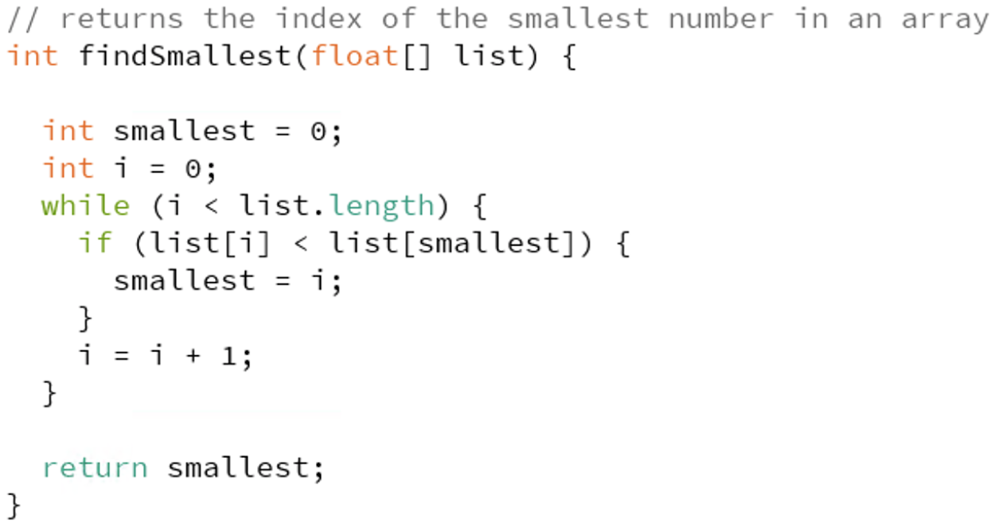 // returns the index of the smallest number in an array
int findSmallest(float[] list) {
  int smallest = 0;
  int i = 0;
  while (i < list.length) {
    if (list[i] < list[smallest]) {
      smallest = i;
    }
    i = i + 1;
  }
  return smallest;
}